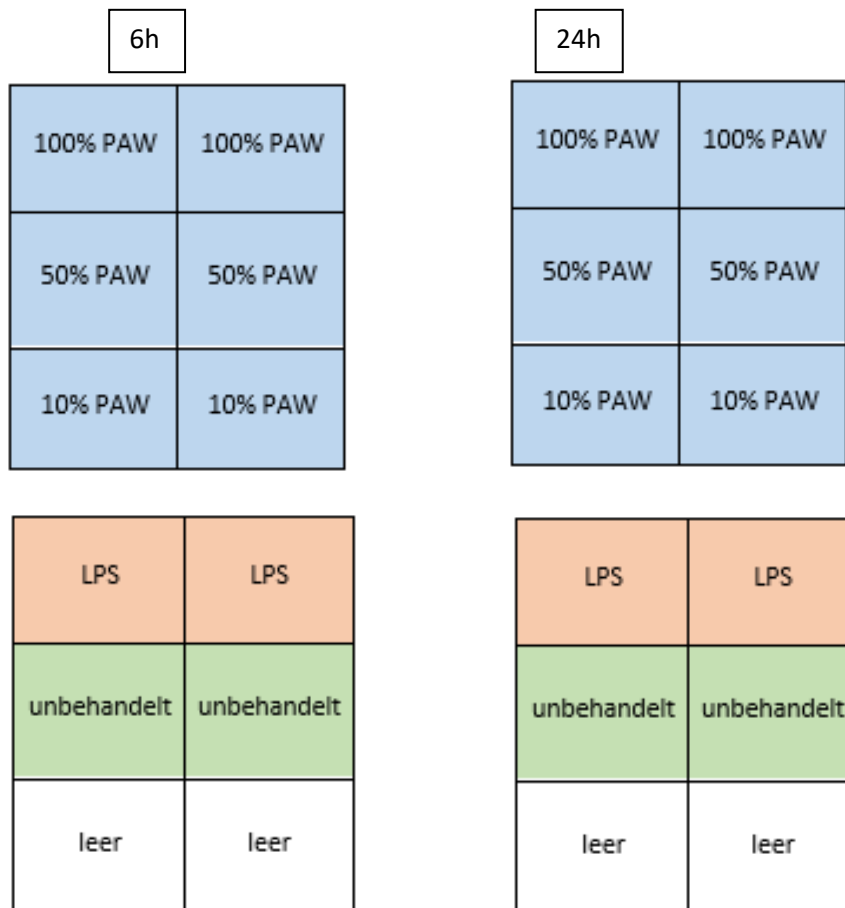 6h
24h
100% PAW 100% PAW
100% PAW 100% PAW
50% PAW 50% PAW
50% PAW 50% PAW
10% PAW 10% PAW
10% PAW 10% PAW
LPS LPS
LPS LPS
unbehandelt unbehandelt
unbehandelt unbehandelt
leer leer
leer leer